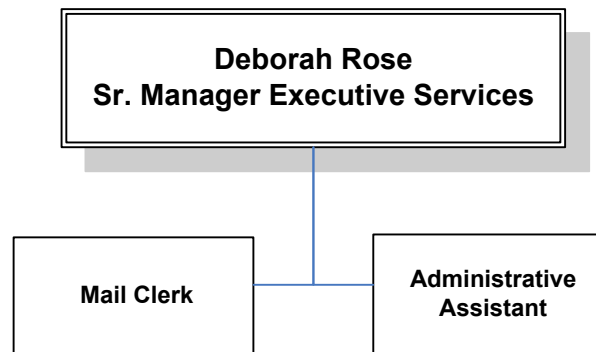 Deborah Rose
Sr. Manager Executive Services
Mail Clerk
Administrative
Assistant